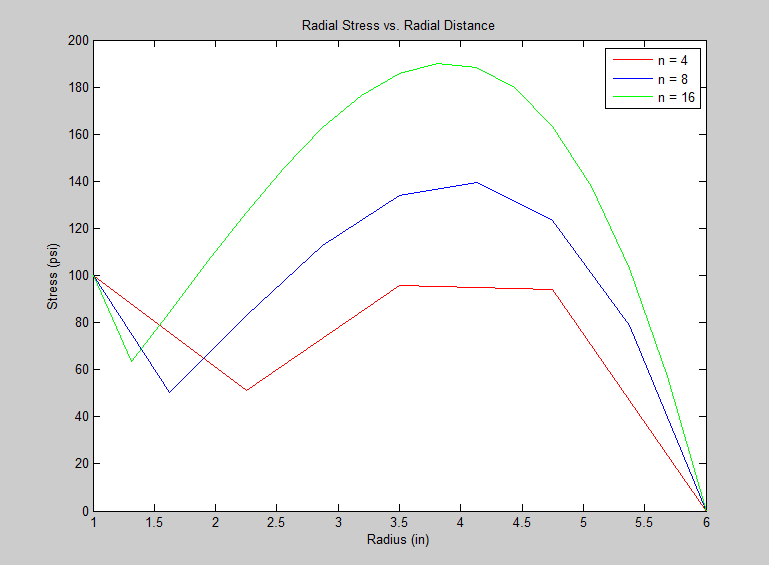 Radial Stress vs. Radial Distance
200
180
160
140
120
100
80
60
40
20
0
Stress (psi)
n = 4
n = 8
n = 16
1 1.5 2 2.5 3 3.5 4 4.5 5 5.5 6
Radius (in)